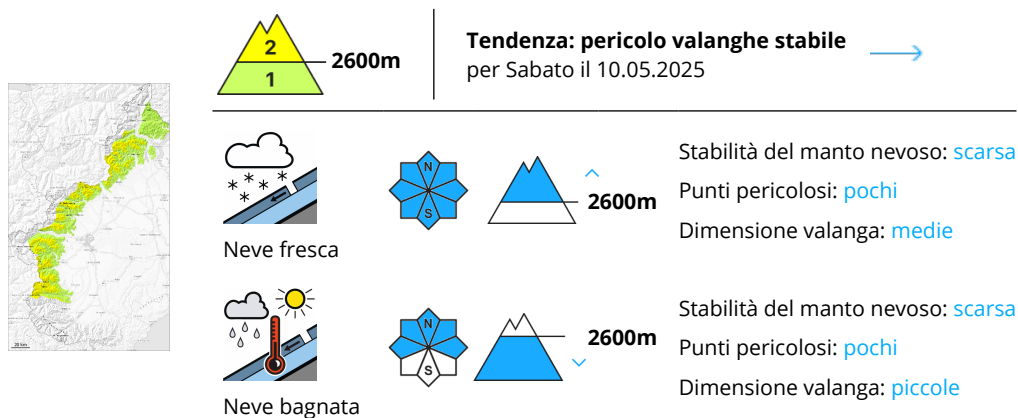 2
1
2600m
Tendenza: pericolo valanghe stabile
per Sabato il 10.05.2025
N
S
2600m
Neve fresca
Stabilità del manto nevoso: scarsa
Punti pericolosi: pochi
Dimensione valanga: medie
N
S
2600m
Neve bagnata
Stabilità del manto nevoso: scarsa
Punti pericolosi: pochi
Dimensione valanga: piccole
20 km